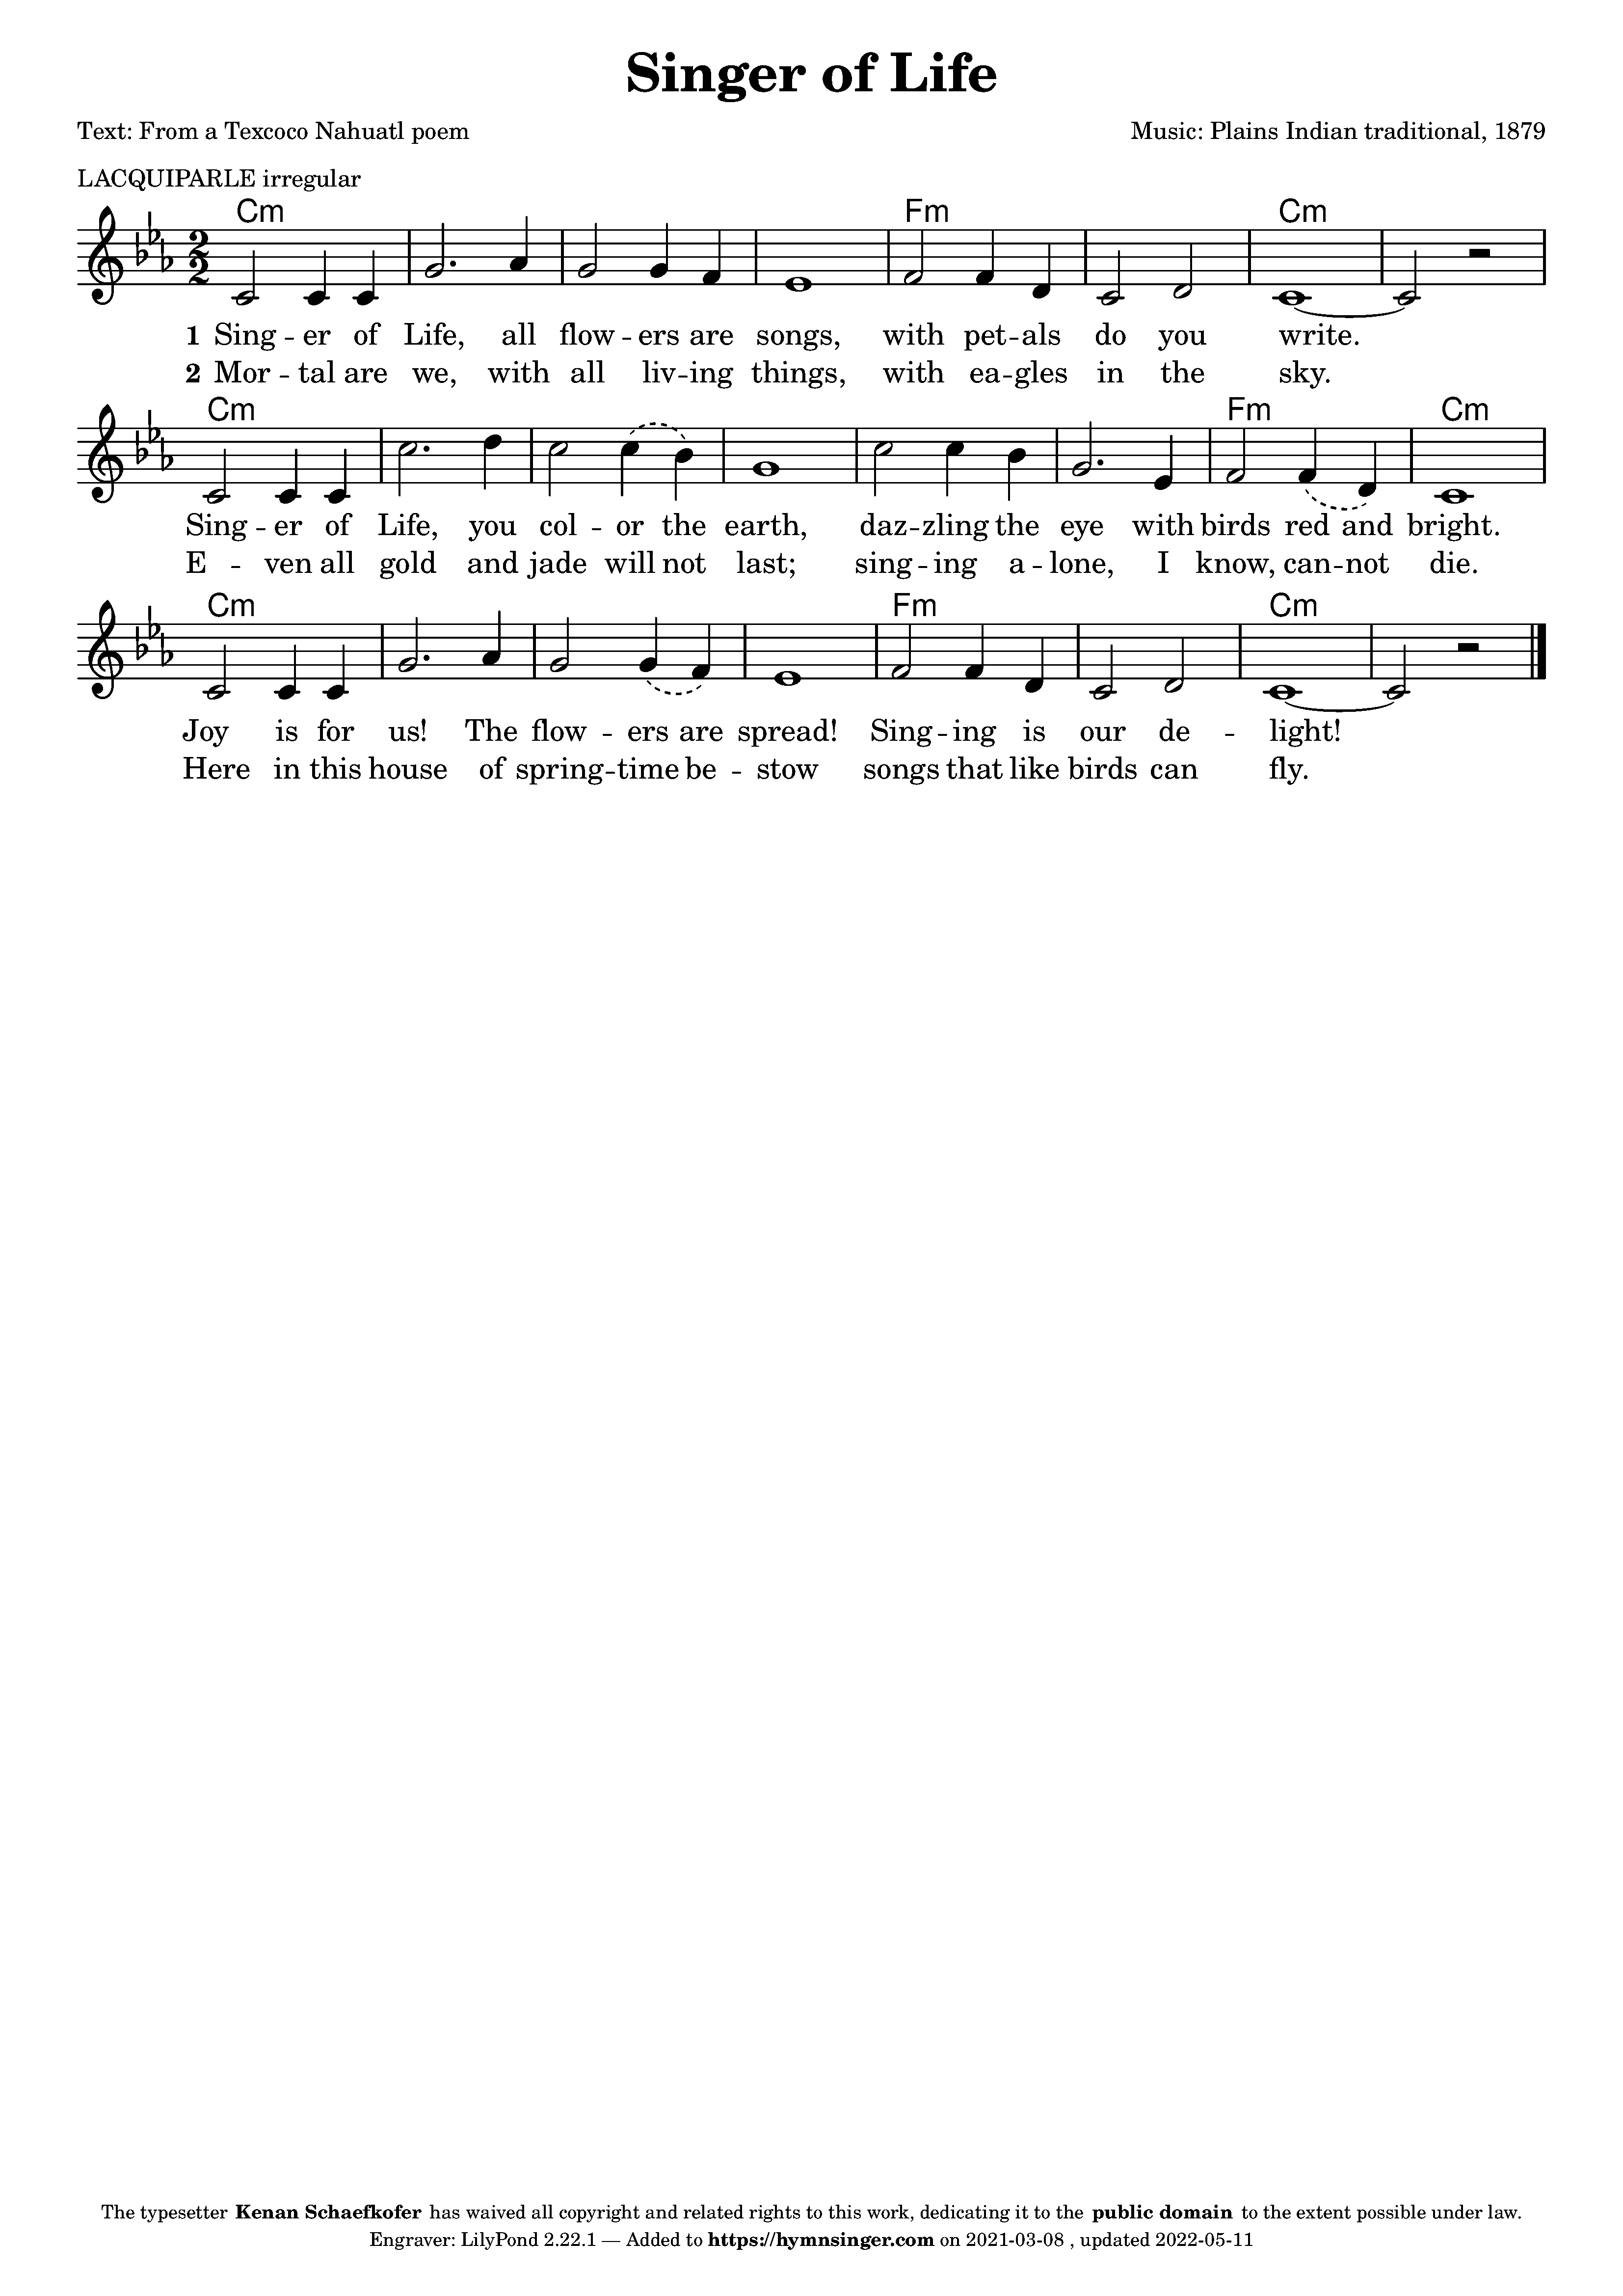 Singer of Life
Text: From a Texcoco Nahuatl poem
Music: Plains Indian traditional, 1879
LACQUIPARLE irregular
Cm Fm Cm
1 Sing -- er of Life, all flow -- ers are songs, with pet -- als do you write.
2 Mor -- tal are we, with all liv -- ing things, with ea -- gles in the sky.
Cm Fm Cm
Sing -- er of Life, you col -- or the earth, daz -- zling the eye with birds red and bright.
E -- ven all gold and jade will not last; sing -- ing a -- lone, I know, can -- not die.
Cm Fm Cm
Joy is for us! The flow -- ers are spread! Sing -- ing is our de -- light!
Here in this house of spring -- time be -- stow songs that like birds can fly.
The typesetter Kenan Schaefkofer has waived all copyright and related rights to this work, dedicating it to the public domain to the extent possible under law.
Engraver: LilyPond 2.22.1 — Added to https://hymnsinger.com on 2021-03-08 , updated 2022-05-11